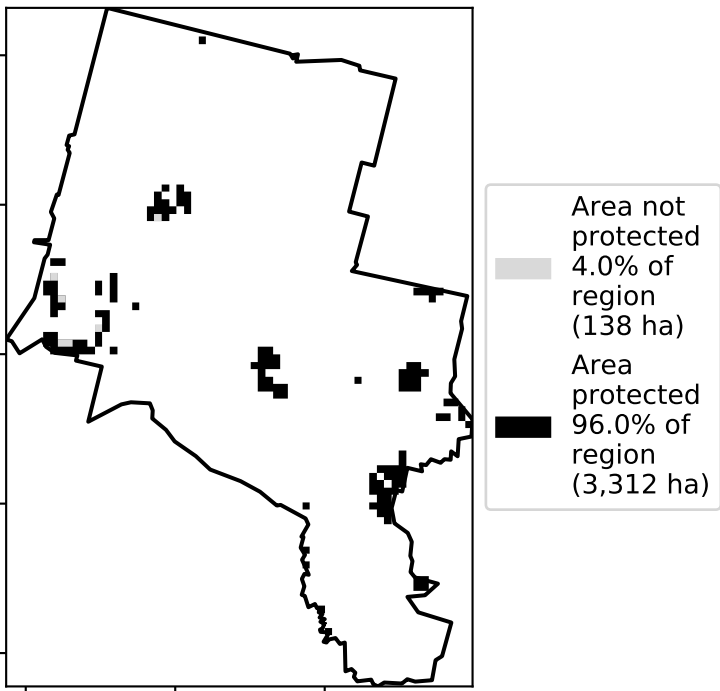 Area not
protected
4.0% of
region
(138 ha)
Area
protected
96.0% of
region
(3,312 ha)